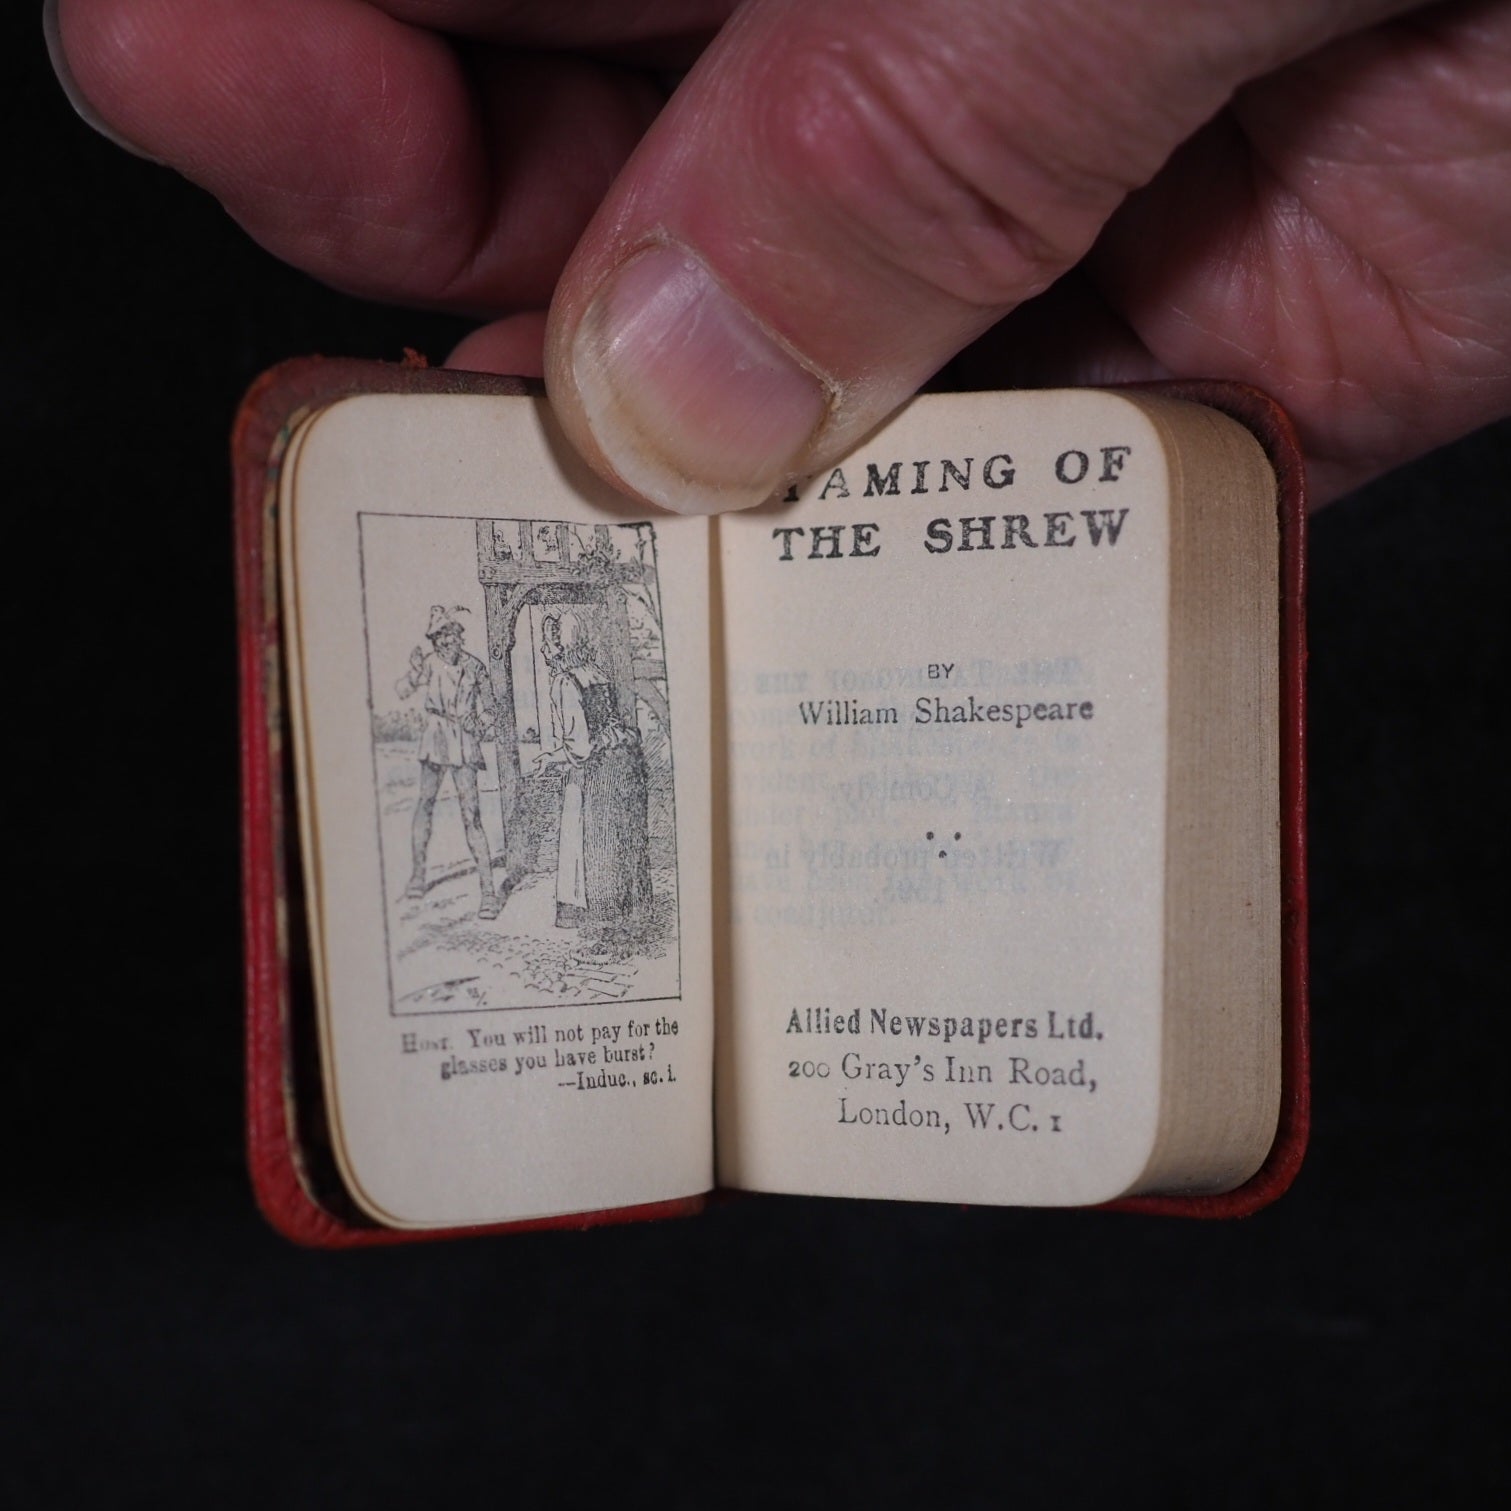 Host. You will not pay for the
glasses you have burst?
—Induc., sc. i.
TAMING OF
THE SHREW
BY
William Shakespeare
Allied Newspapers Ltd.
200 Gray's Inn Road,
London, W.C. 1